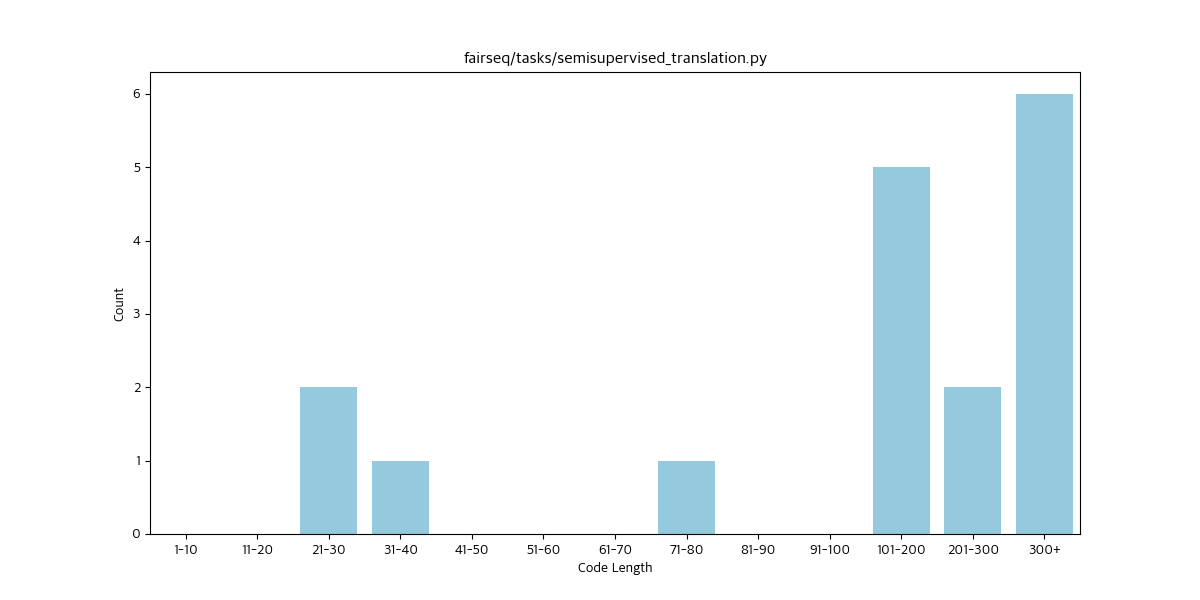 fairseq/tasks/semisupervised_translation.py
Count
6
5
4
3
2
1
0
1-10 11-20 21-30 31-40 41-50 51-60 61-70 71-80 81-90 91-100 101-200 201-300 300+
Code Length